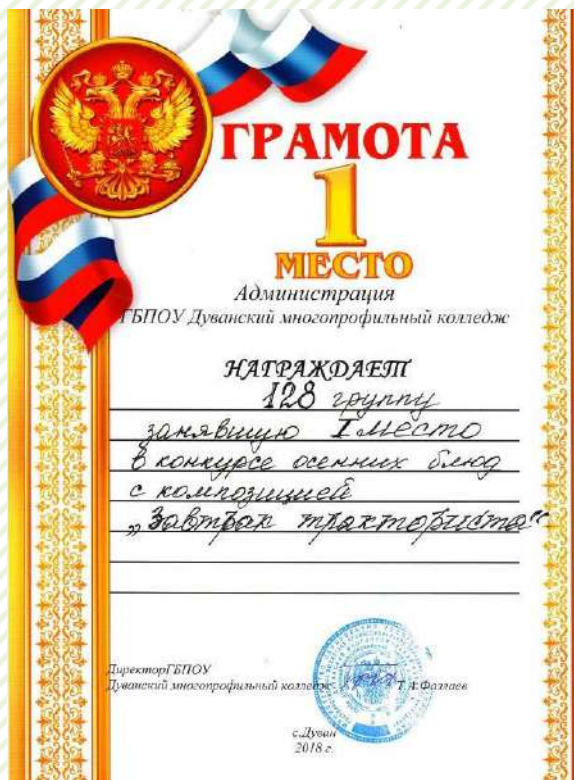 ГРАМОТА
1
МЕСТО
Администрация
ГБПОУ Дуванский многопрофильный колледж
НАГРАЖДАЕТ
128 группу
занявшую I место
в конкурсе осенних блюд
с композицией
„Завтрак тракториста“
Директор ГБПОУ
Дуванский многопрофильный колледж Т.А.Фазлаев
с.Дуван
2018 г.